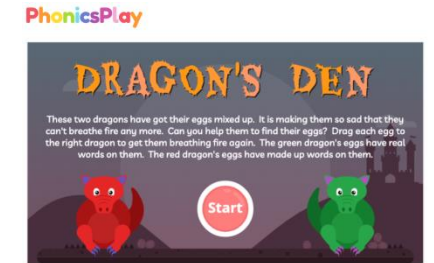 PhonicsPlay
DRAGON'S DEN
These two dragons have got their eggs mixed up. It is making them so sad that they
can't breathe fire any more. Can you help them to find their eggs? Drag each egg to
the right dragon to get them breathing fire again. The green dragon's eggs have real
words on them. The red dragon's eggs have made up words on them.
Start